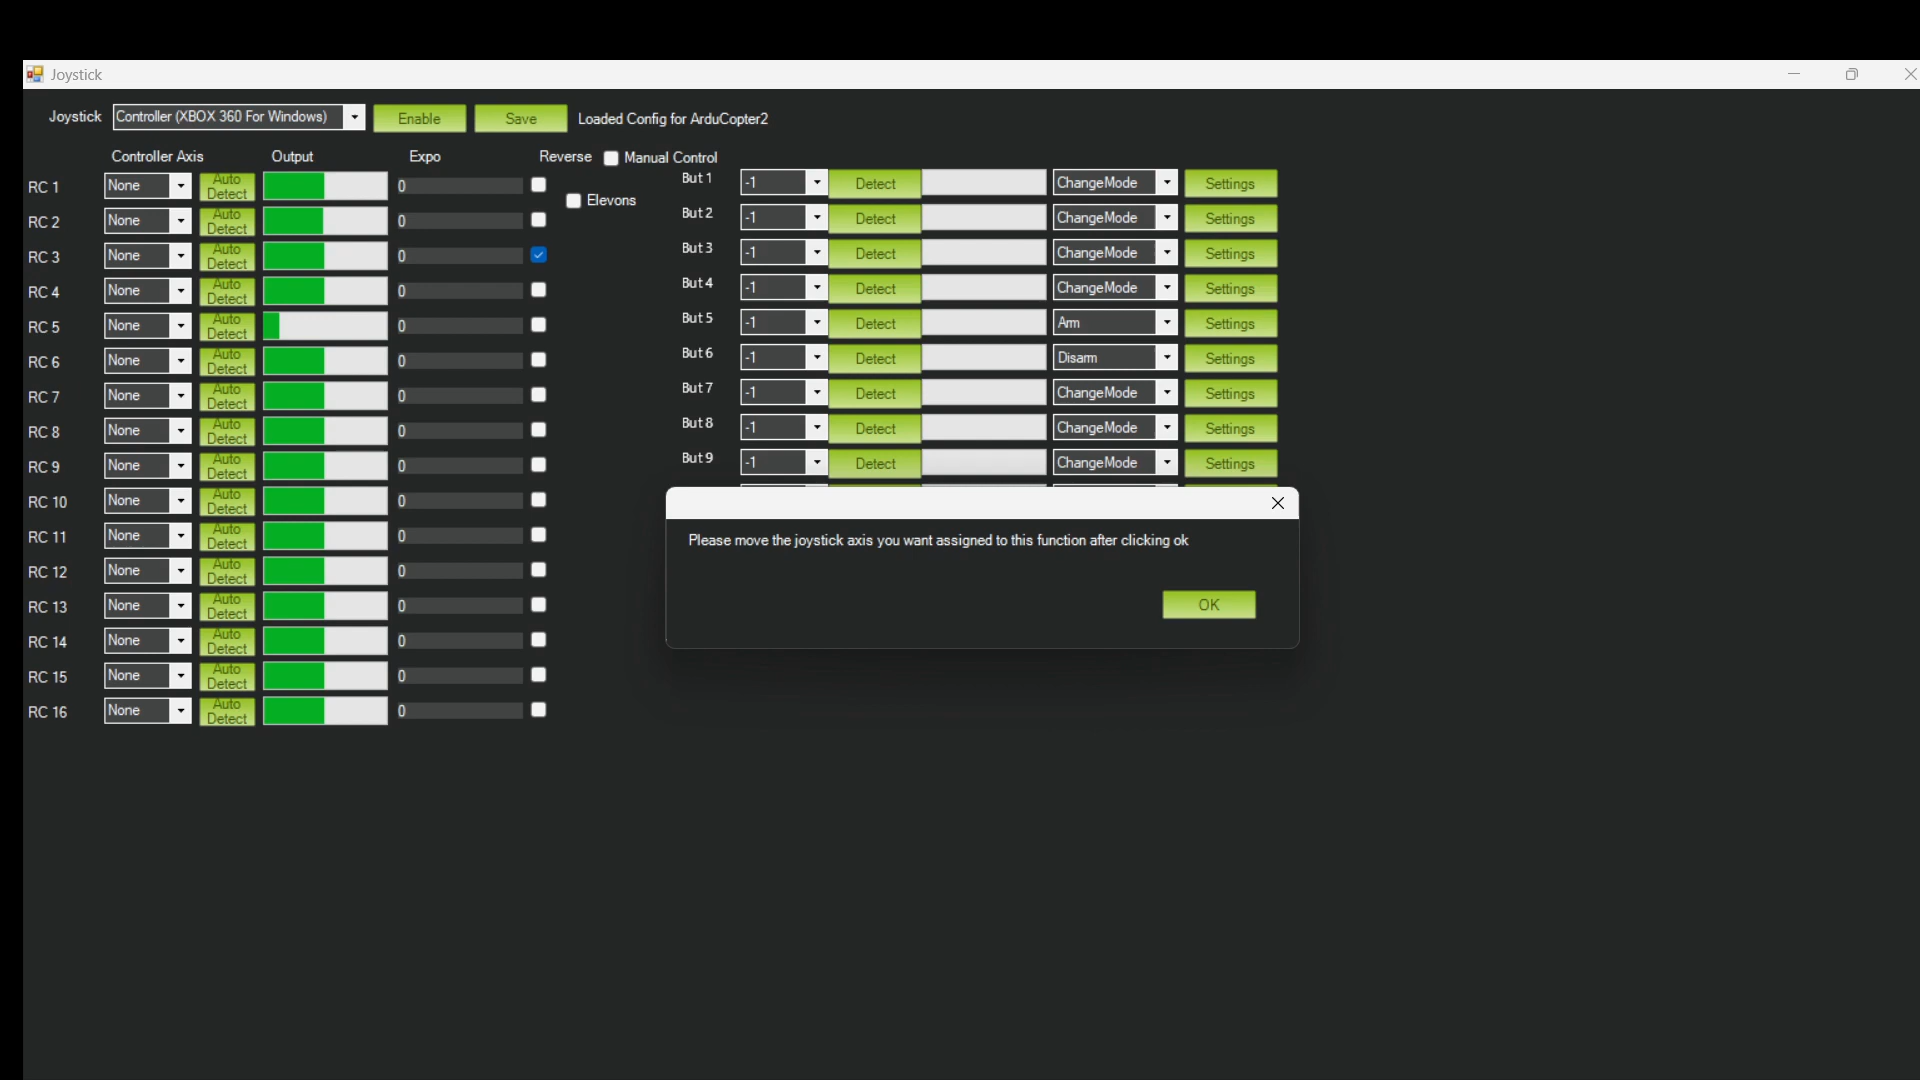 Joystick
Joystick Controller (XBOX 360 For Windows) Enable Save Loaded Config for ArduCopter2
Controller Axis Output Expo Reverse Manual Control
RC 1 None Auto Detect 0 But 1 -1 Detect ChangeMode Settings
Elevons
RC 2 None Auto Detect 0 But 2 -1 Detect ChangeMode Settings
RC 3 None Auto Detect 0 But 3 -1 Detect ChangeMode Settings
RC 4 None Auto Detect 0 But 4 -1 Detect ChangeMode Settings
RC 5 None Auto Detect 0 But 5 -1 Detect Arm Settings
RC 6 None Auto Detect 0 But 6 -1 Detect Disarm Settings
RC 7 None Auto Detect 0 But 7 -1 Detect ChangeMode Settings
RC 8 None Auto Detect 0 But 8 -1 Detect ChangeMode Settings
RC 9 None Auto Detect 0 But 9 -1 Detect ChangeMode Settings
RC 10 None Auto Detect 0
RC 11 None Auto Detect 0
RC 12 None Auto Detect 0
RC 13 None Auto Detect 0
RC 14 None Auto Detect 0
RC 15 None Auto Detect 0
RC 16 None Auto Detect 0
Please move the joystick axis you want assigned to this function after clicking ok
OK